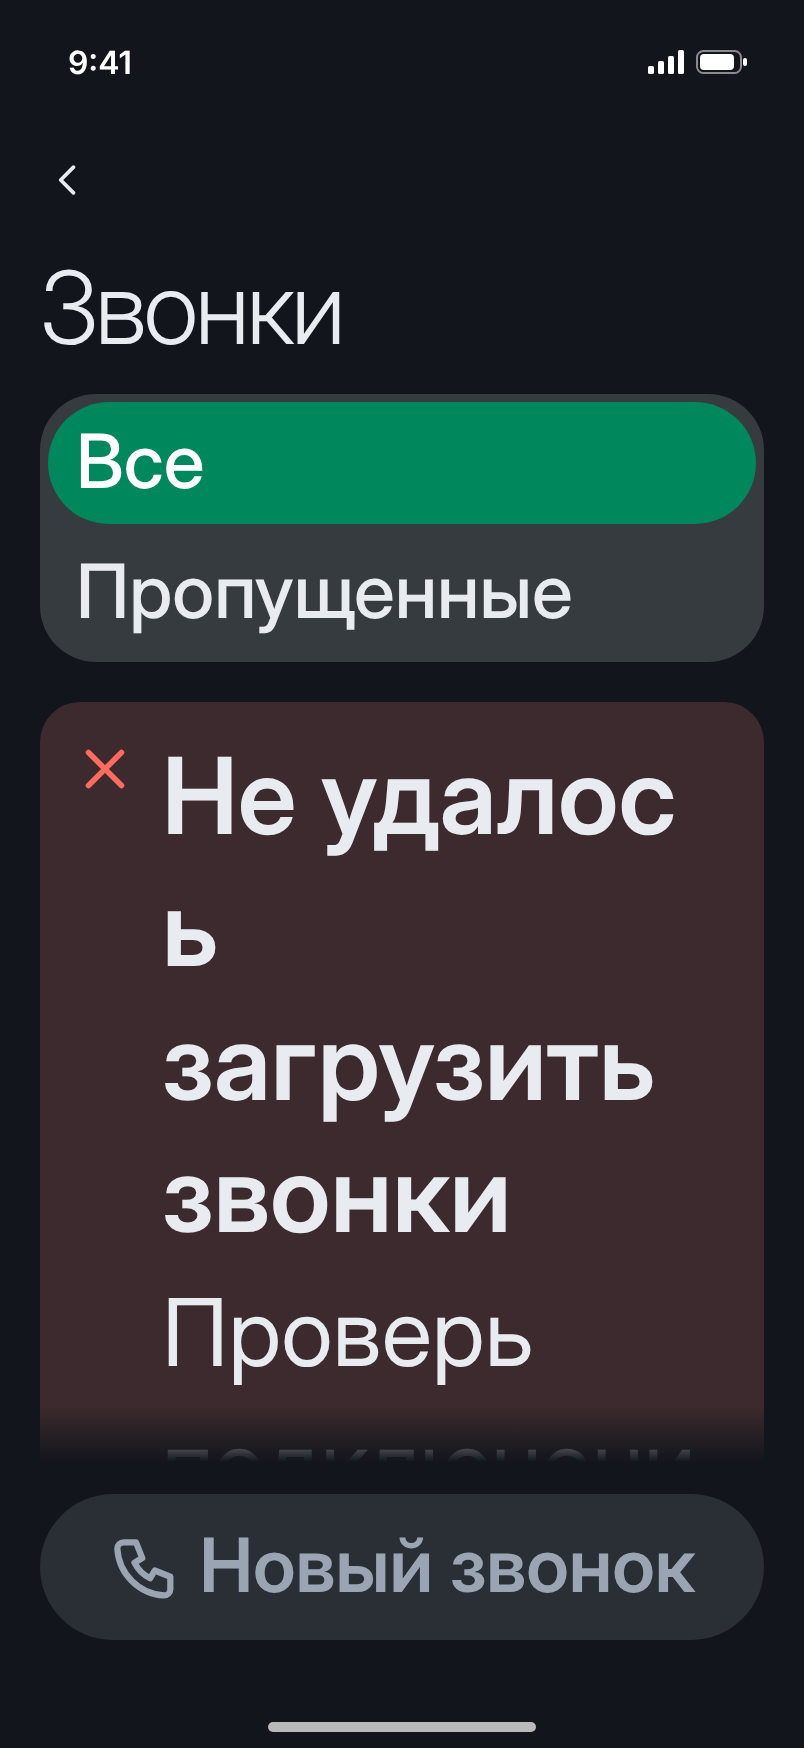 9:41
Звонки
Все
Пропущенные
Не удалос
ь
загрузить
звонки
Проверь
Новый звонок